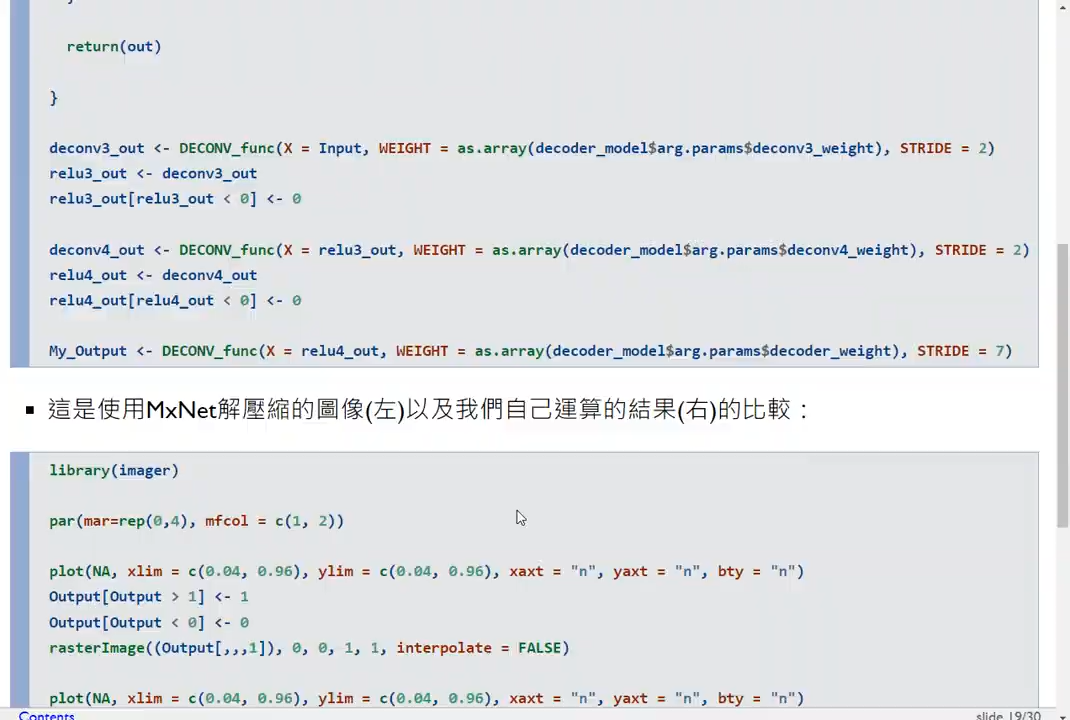 return(out)
}
deconv3_out <- DECONV_func(X = Input, WEIGHT = as.array(decoder_model$arg.params$deconv3_weight), STRIDE = 2)
relu3_out <- deconv3_out
relu3_out[relu3_out < 0] <- 0
deconv4_out <- DECONV_func(X = relu3_out, WEIGHT = as.array(decoder_model$arg.params$deconv4_weight), STRIDE = 2)
relu4_out <- deconv4_out
relu4_out[relu4_out < 0] <- 0
My_Output <- DECONV_func(X = relu4_out, WEIGHT = as.array(decoder_model$arg.params$decoder_weight), STRIDE = 7)
▪ 這是使用MxNet解壓縮的圖像(左)以及我們自己運算的結果(右)的比較：
library(imager)
par(mar=rep(0,4), mfcol = c(1, 2))
plot(NA, xlim = c(0.04, 0.96), ylim = c(0.04, 0.96), xaxt = "n", yaxt = "n", bty = "n")
Output[Output > 1] <- 1
Output[Output < 0] <- 0
rasterImage((Output[,,,1]), 0, 0, 1, 1, interpolate = FALSE)
plot(NA, xlim = c(0.04, 0.96), ylim = c(0.04, 0.96), xaxt = "n", yaxt = "n", bty = "n")
Contents
slide 19/30